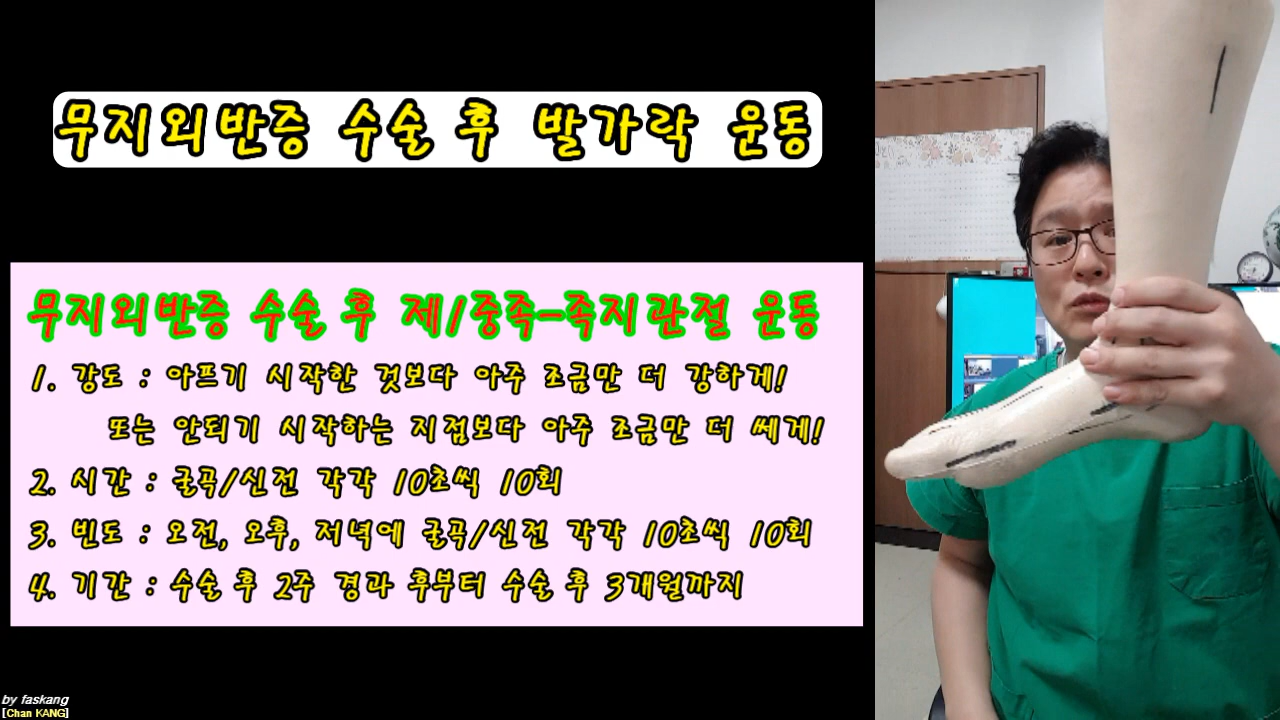 무지외반증 수술 후 발가락 운동
무지외반증 수술 후 제/중족-족지관절 운동
1. 강도 : 아프기 시작한 것보다 아주 조금만 더 강하게!
또는 안되기 시작하는 지점보다 아주 조금만 더 쎄게!
2. 시간 : 굴곡/신전 각각 10초씩 10회
3. 빈도 : 오전, 오후, 저녁에 굴곡/신전 각각 10초씩 10회
4. 기간 : 수술 후 2주 경과 후부터 수술 후 3개월까지
by faskang
[Chan KANG]